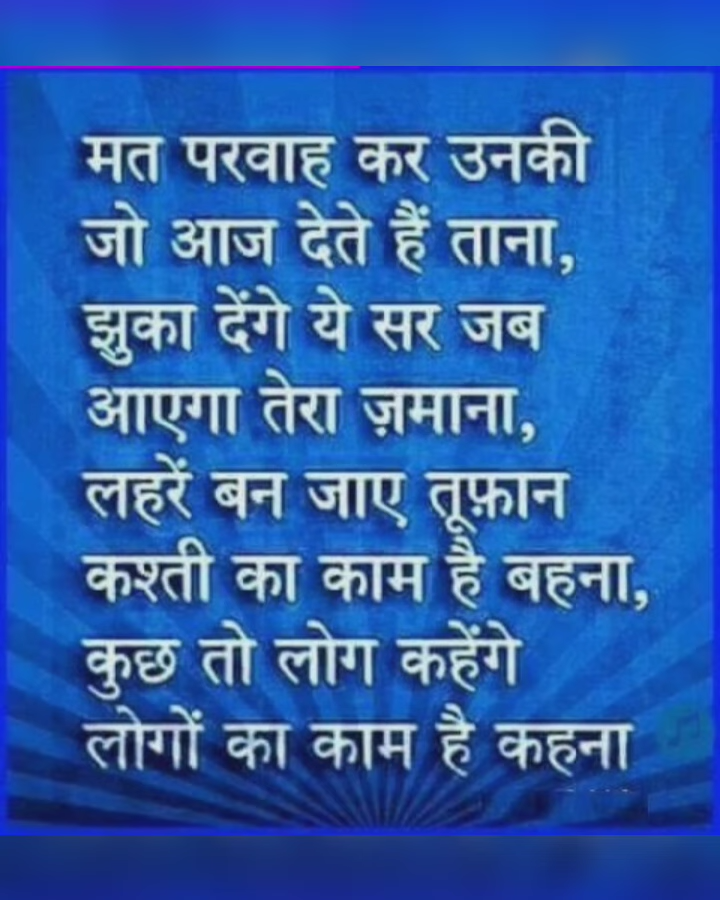 मत परवाह कर उनकी
जो आज देते हैं ताना,
झुका देंगे ये सर जब
आएगा तेरा ज़माना,
लहरें बन जाए तूफ़ान
कश्ती का काम है बहना,
कुछ तो लोग कहेंगे
लोगों का काम है कहना